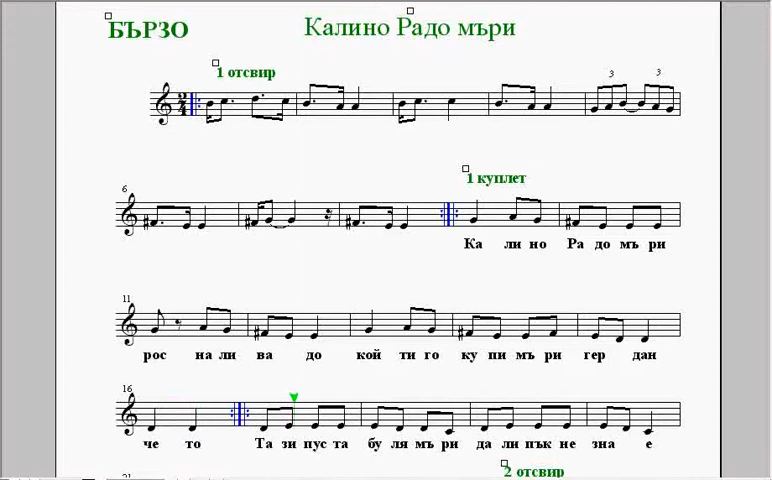 БЪРЗО
Калино Радо мъри
1 отсвир
3 3
6
1 куплет
Ка ли но Ра до мъ ри
11
рос на ли ва до кой ти го ку пи мъ ри гер дан
16
че то Та зи пус та бу ля мъ ри да ли пък не зна е
2 отсвир